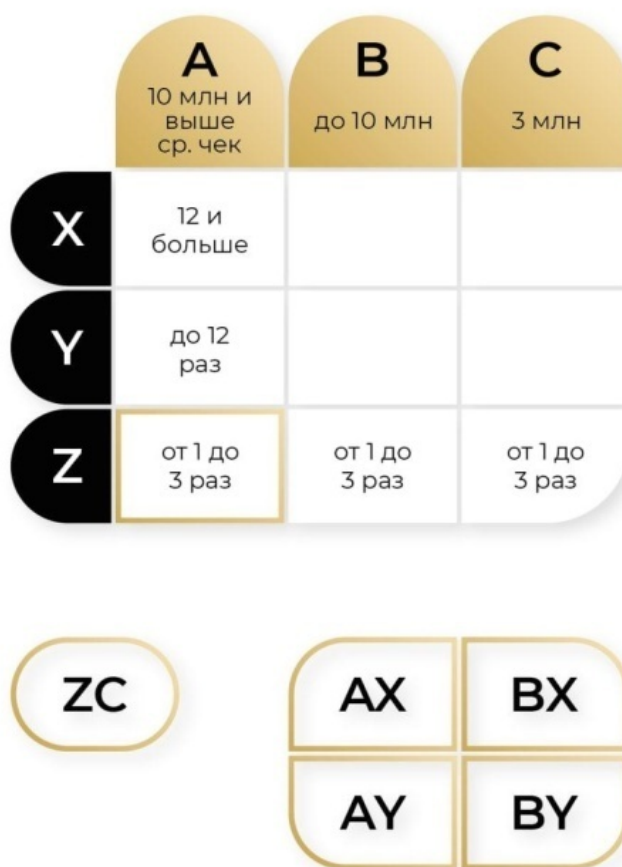 A
10 млн и
выше
ср. чек
B
до 10 млн
C
3 млн
X
12 и
больше
Y
до 12
раз
Z
от 1 до
3 раз
от 1 до
3 раз
от 1 до
3 раз
ZC
AX
BX
AY
BY